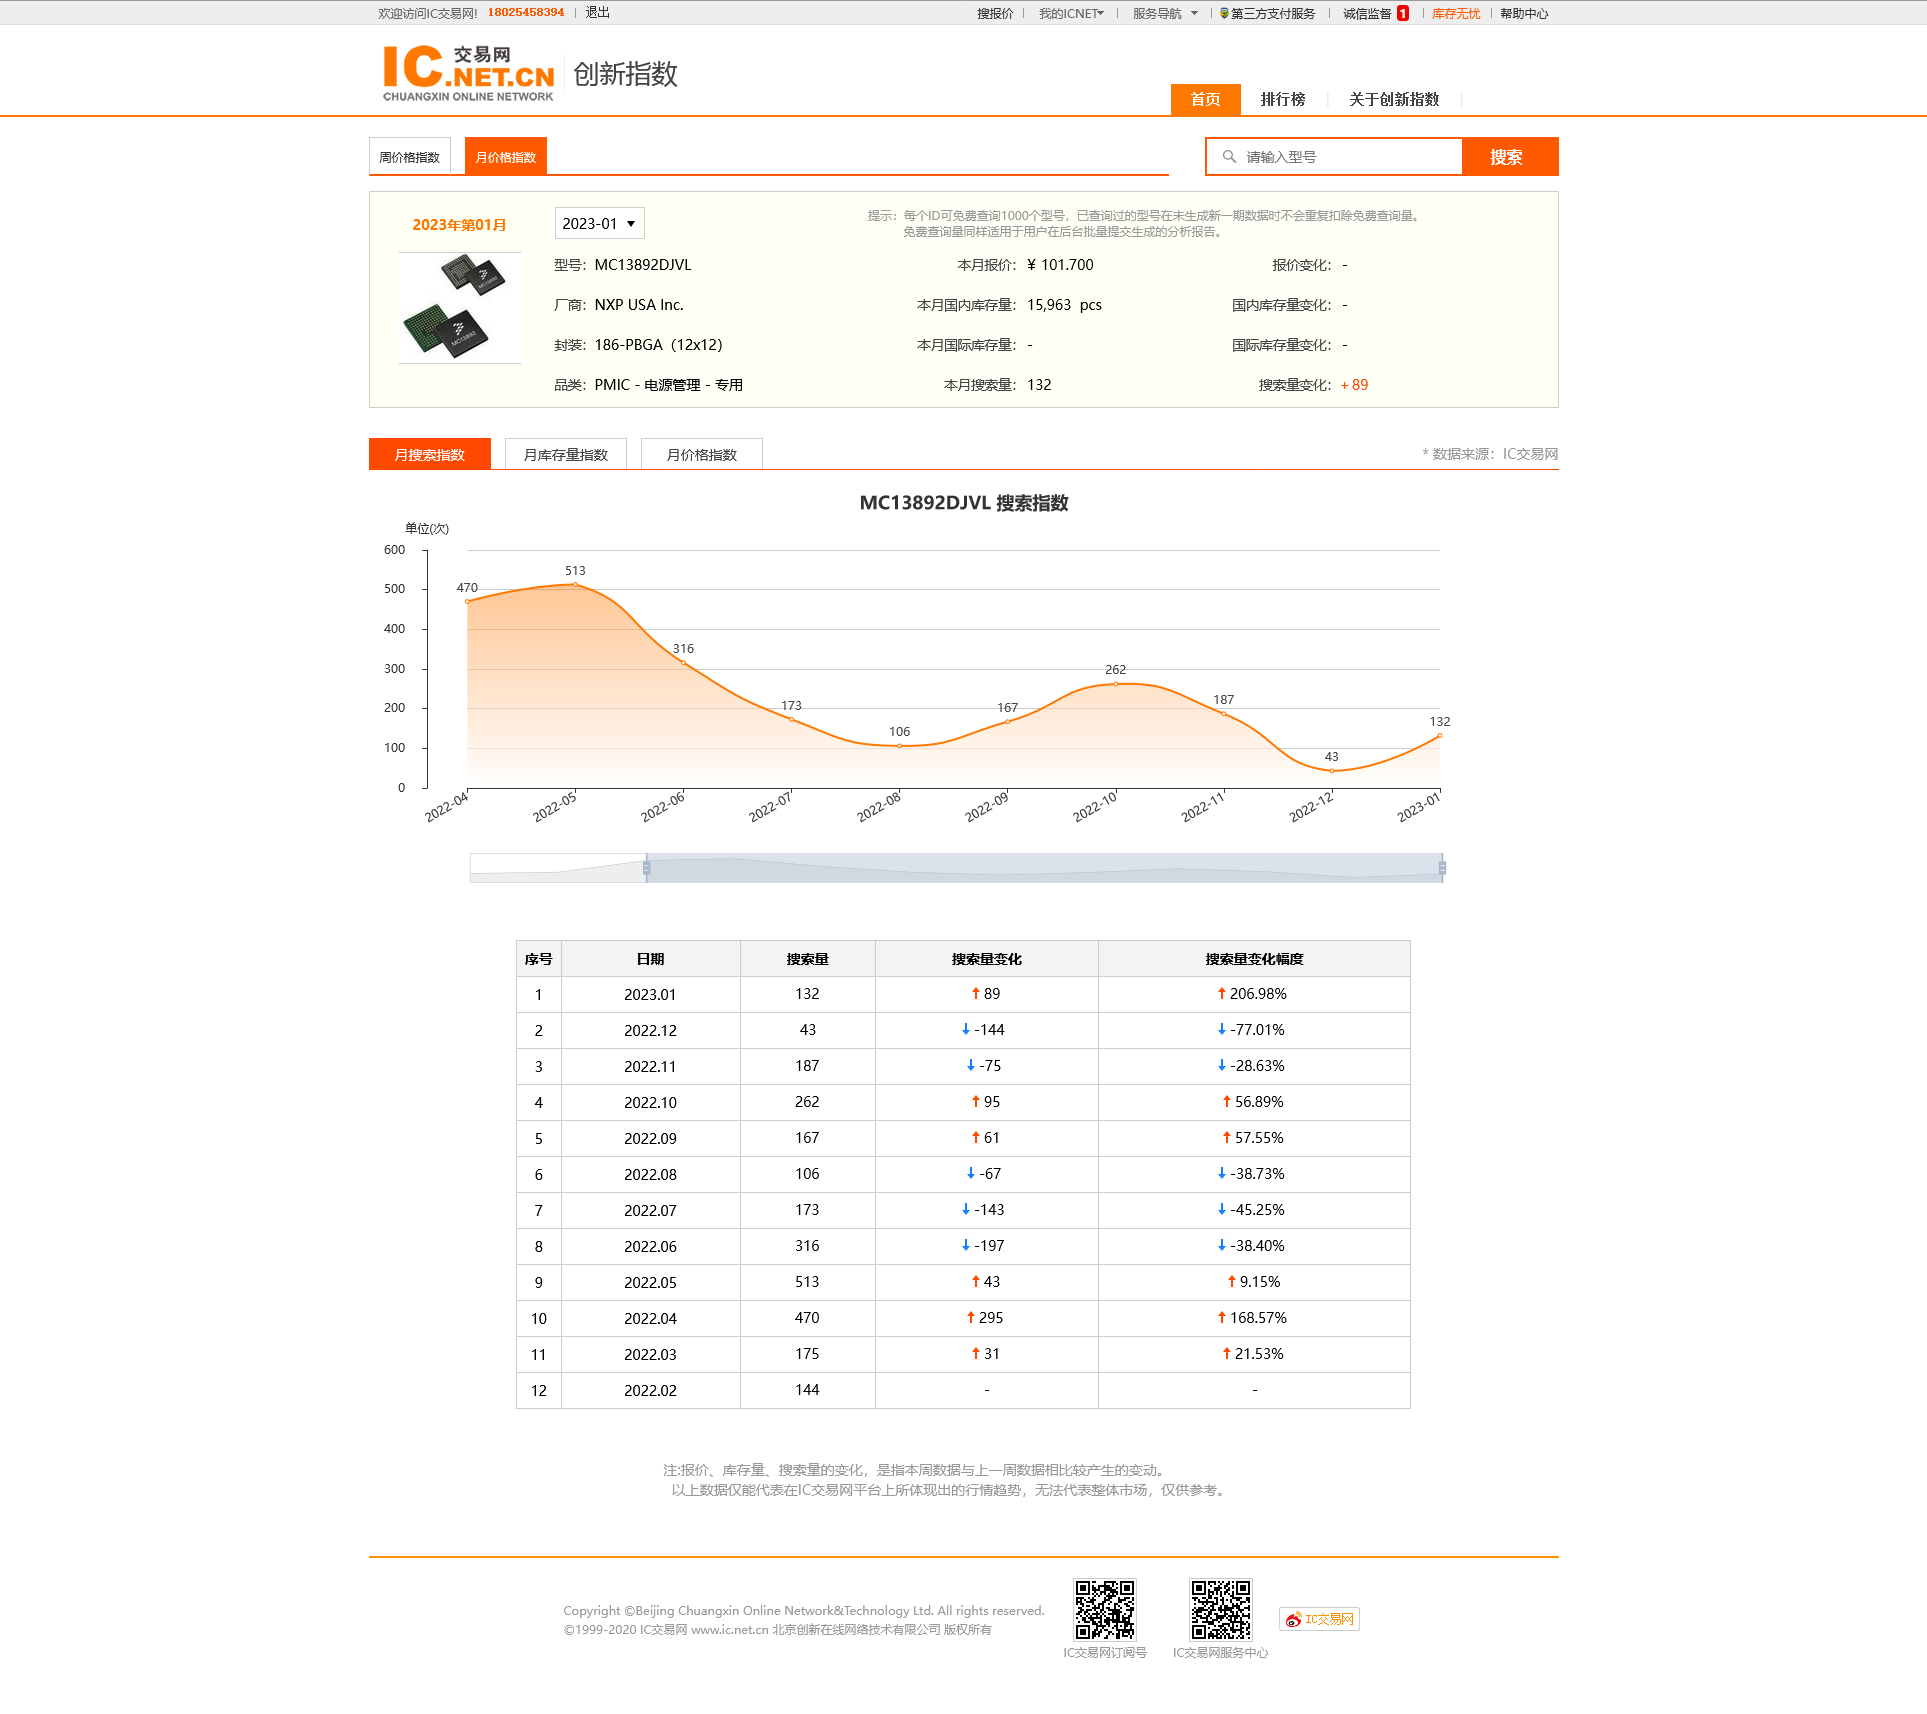 欢迎访问IC交易网! 18025458394 | 退出 搜报价 | 我的ICNET | 服务导航 | 第三方支付服务 | 诚信监督 1 | 库存无忧 | 帮助中心
IC 交易网
.NET.CN
CHUANGXIN ONLINE NETWORK
创新指数
首页 排行榜 关于创新指数
周价格指数 月价格指数 请输入型号 搜索
2023年第01月 2023-01
提示：每个ID可免费查询1000个型号，已查询过的型号在未生成新一期数据时不会重复扣除免费查询量。
免费查询量同样适用于用户在后台批量提交生成的分析报告。
型号：MC13892DJVL 本月报价：¥ 101.700 报价变化：-
厂商：NXP USA Inc. 本月国内库存量：15,963 pcs 国内库存量变化：-
封装：186-PBGA（12x12） 本月国际库存量：- 国际库存量变化：-
品类：PMIC - 电源管理 - 专用 本月搜索量：132 搜索量变化：+ 89
MC13892
月搜索指数 月库存量指数 月价格指数 * 数据来源：IC交易网
MC13892DJVL 搜索指数
单位(次)
600
500
400
300
200
100
0
470
513
316
173
106
167
262
187
43
132
2022-04 2022-05 2022-06 2022-07 2022-08 2022-09 2022-10 2022-11 2022-12 2023-01
序号 日期 搜索量 搜索量变化 搜索量变化幅度
1 2023.01 132 ↑ 89 ↑ 206.98%
2 2022.12 43 ↓ -144 ↓ -77.01%
3 2022.11 187 ↓ -75 ↓ -28.63%
4 2022.10 262 ↑ 95 ↑ 56.89%
5 2022.09 167 ↑ 61 ↑ 57.55%
6 2022.08 106 ↓ -67 ↓ -38.73%
7 2022.07 173 ↓ -143 ↓ -45.25%
8 2022.06 316 ↓ -197 ↓ -38.40%
9 2022.05 513 ↑ 43 ↑ 9.15%
10 2022.04 470 ↑ 295 ↑ 168.57%
11 2022.03 175 ↑ 31 ↑ 21.53%
12 2022.02 144 - -
注:报价、库存量、搜索量的变化，是指本周数据与上一周数据相比较产生的变动。
以上数据仅能代表在IC交易网平台上所体现出的行情趋势，无法代表整体市场，仅供参考。
Copyright ©Beijing Chuangxin Online Network&Technology Ltd. All rights reserved.
©1999-2020 IC交易网 www.ic.net.cn 北京创新在线网络技术有限公司 版权所有
IC交易网订阅号 IC交易网服务中心
IC交易网